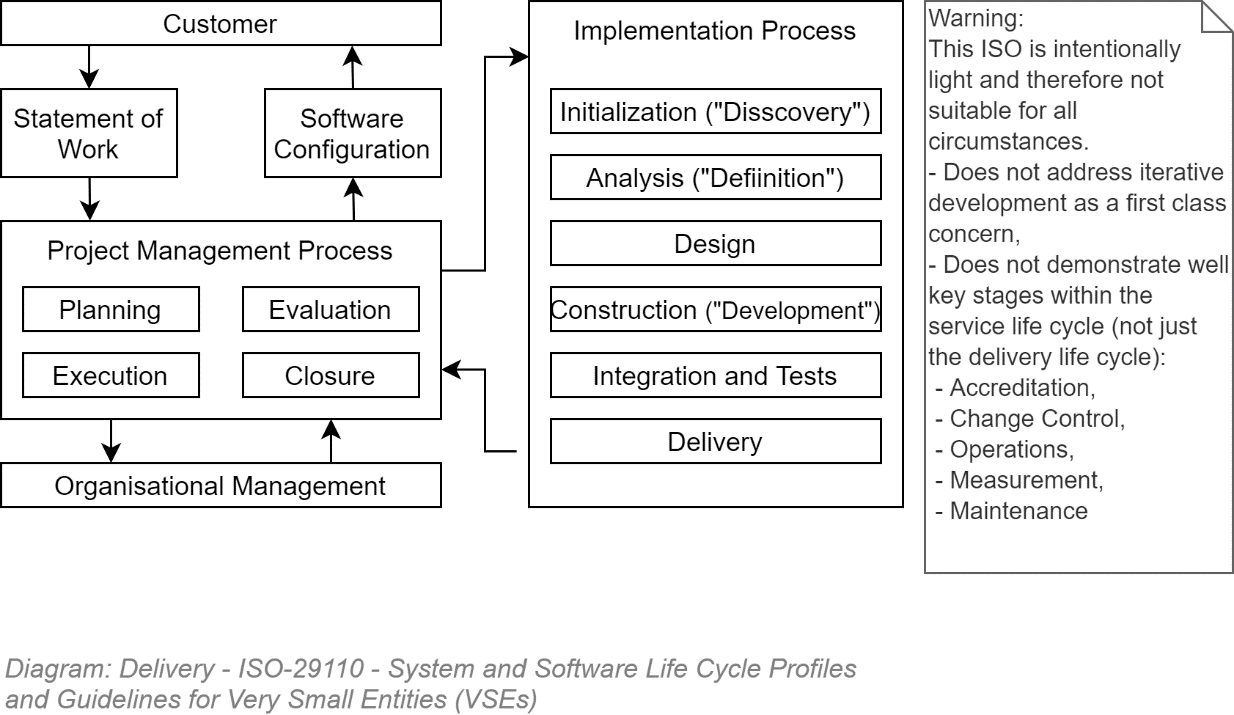 Customer
Statement of
Work
Software
Configuration
Project Management Process
Planning
Evaluation
Execution
Closure
Organisational Management
Implementation Process
Initialization ("Disscovery")
Analysis ("Defiinition")
Design
Construction ("Development")
Integration and Tests
Delivery
Warning:
This ISO is intentionally
light and therefore not
suitable for all
circumstances.
- Does not address iterative
development as a first class
concern,
- Does not demonstrate well
key stages within the
service life cycle (not just
the delivery life cycle):
- Accreditation,
- Change Control,
- Operations,
- Measurement,
- Maintenance
Diagram: Delivery - ISO-29110 - System and Software Life Cycle Profiles
and Guidelines for Very Small Entities (VSEs)